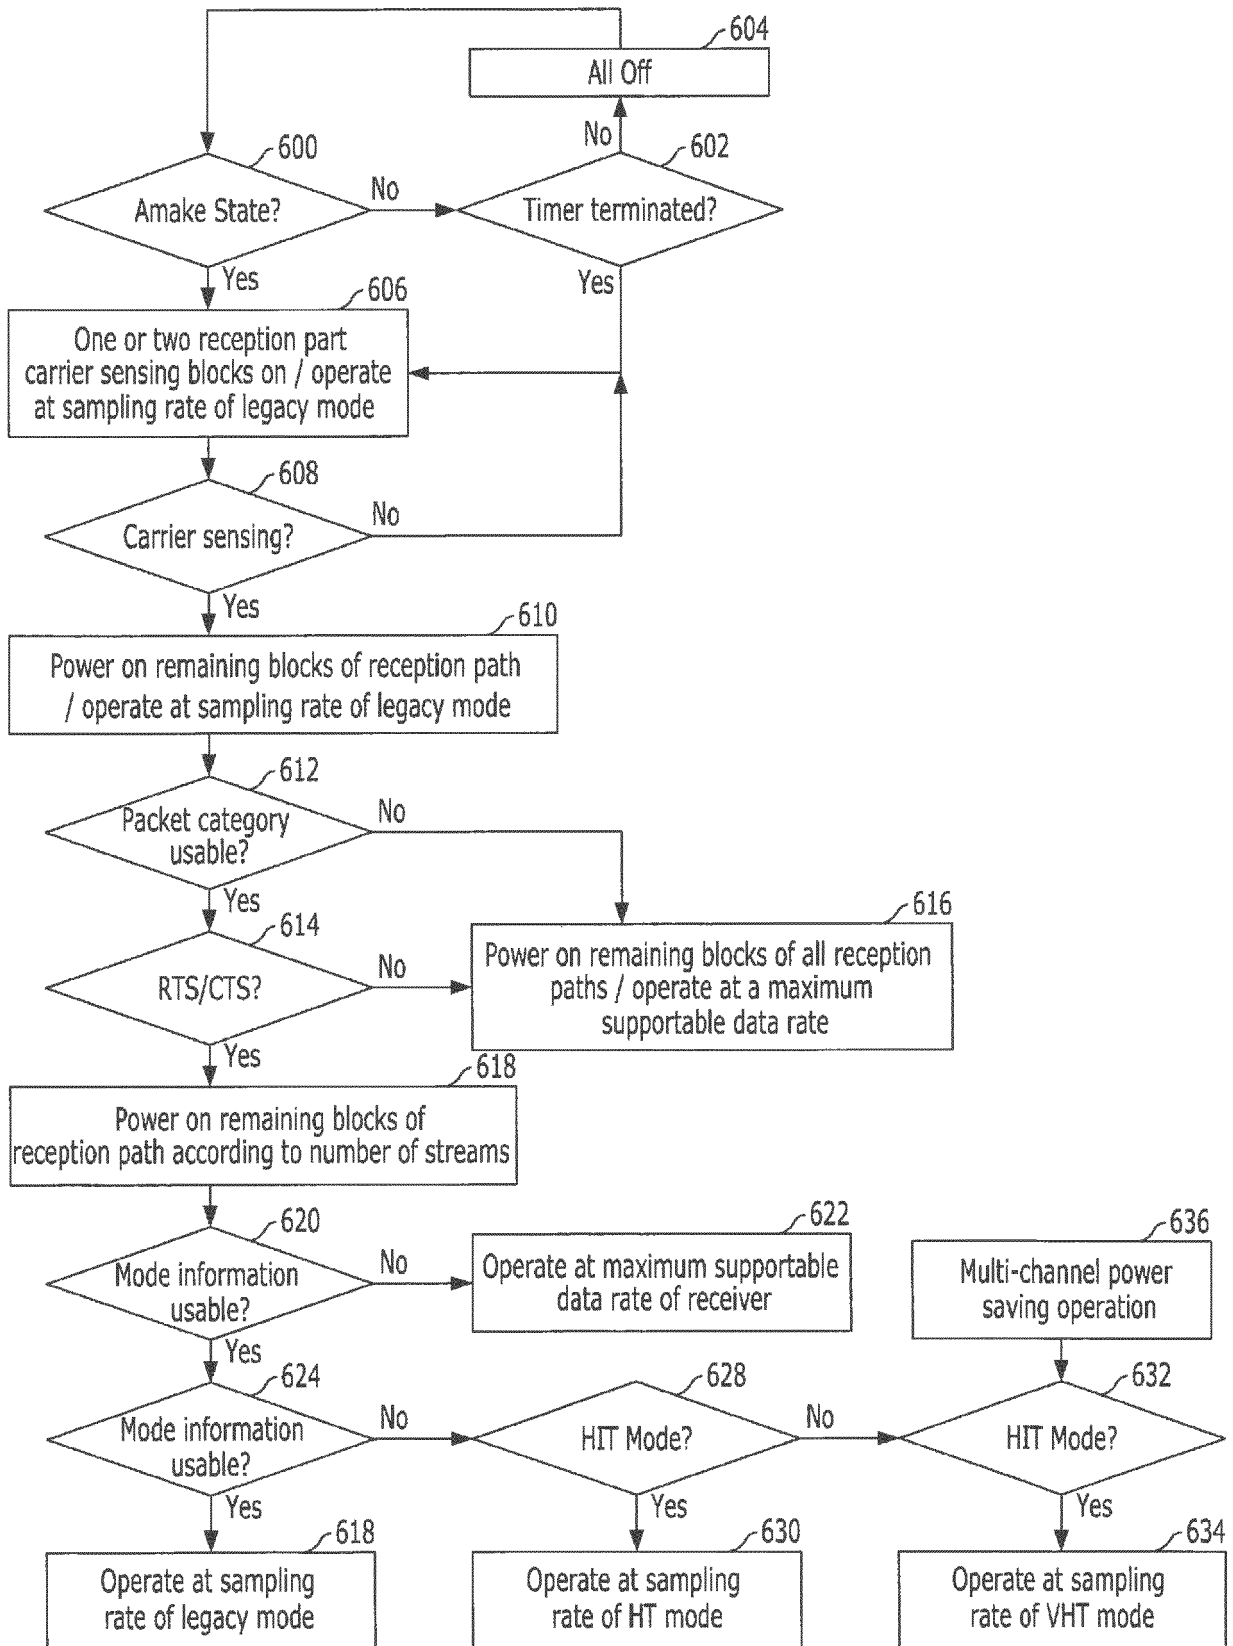 604
All Off
No
600
602
Amake State?
No
Timer terminated?
Yes
Yes
606
One or two reception part
carrier sensing blocks on / operate
at sampling rate of legacy mode
608
Carrier sensing?
No
Yes
610
Power on remaining blocks of reception path
/ operate at sampling rate of legacy mode
612
Packet category
usable?
No
Yes
614
616
RTS/CTS?
No
Power on remaining blocks of all reception
paths / operate at a maximum
supportable data rate
Yes
618
Power on remaining blocks of
reception path according to number of streams
620
622
636
Mode information
usable?
No
Operate at maximum supportable
data rate of receiver
Multi-channel power
saving operation
Yes
624
628
632
Mode information
usable?
No
HIT Mode?
No
HIT Mode?
Yes
Yes
Yes
618
630
634
Operate at sampling
rate of legacy mode
Operate at sampling
rate of HT mode
Operate at sampling
rate of VHT mode